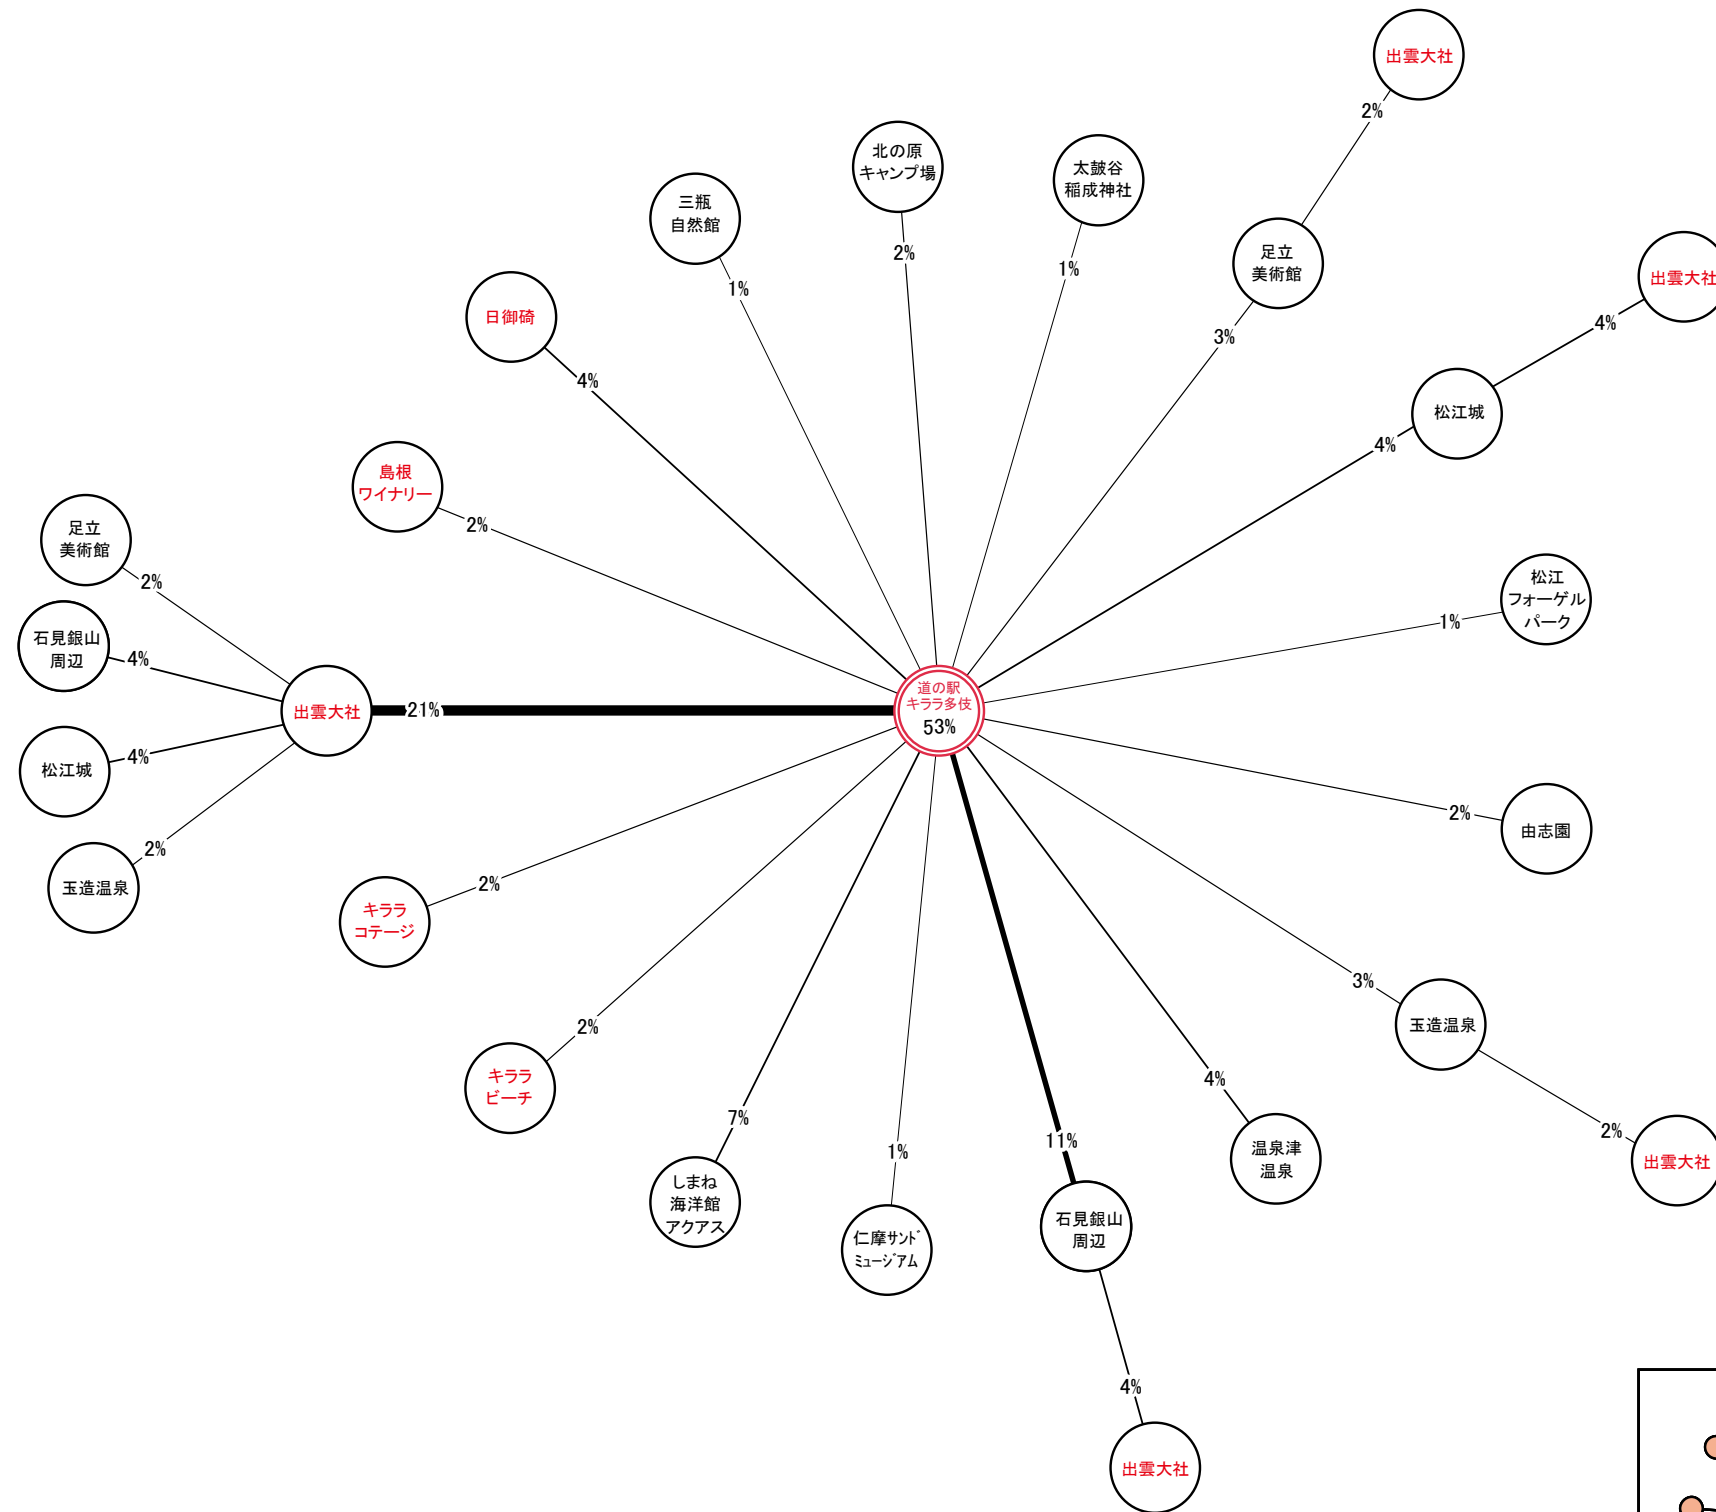 出雲大社
2%
北の原
キャンプ場
太皷谷
稲成神社
三瓶
自然館
足立
美術館
出雲大社
2%
1%
1%
日御碕
4%
3%
4%
松江城
4%
島根
ワイナリー
2%
足立
美術館
2%
松江
フォーゲル
パーク
1%
石見銀山
周辺
4%
出雲大社
21%
道の駅
キララ多伎
53%
松江城
4%
2%
由志園
玉造温泉
2%
キララ
コテージ
2%
3%
玉造温泉
2%
キララ
ビーチ
4%
7%
11%
2%
出雲大社
1%
温泉津
温泉
しまね
海洋館
アクアス
仁摩サンド
ミュージアム
石見銀山
周辺
4%
出雲大社